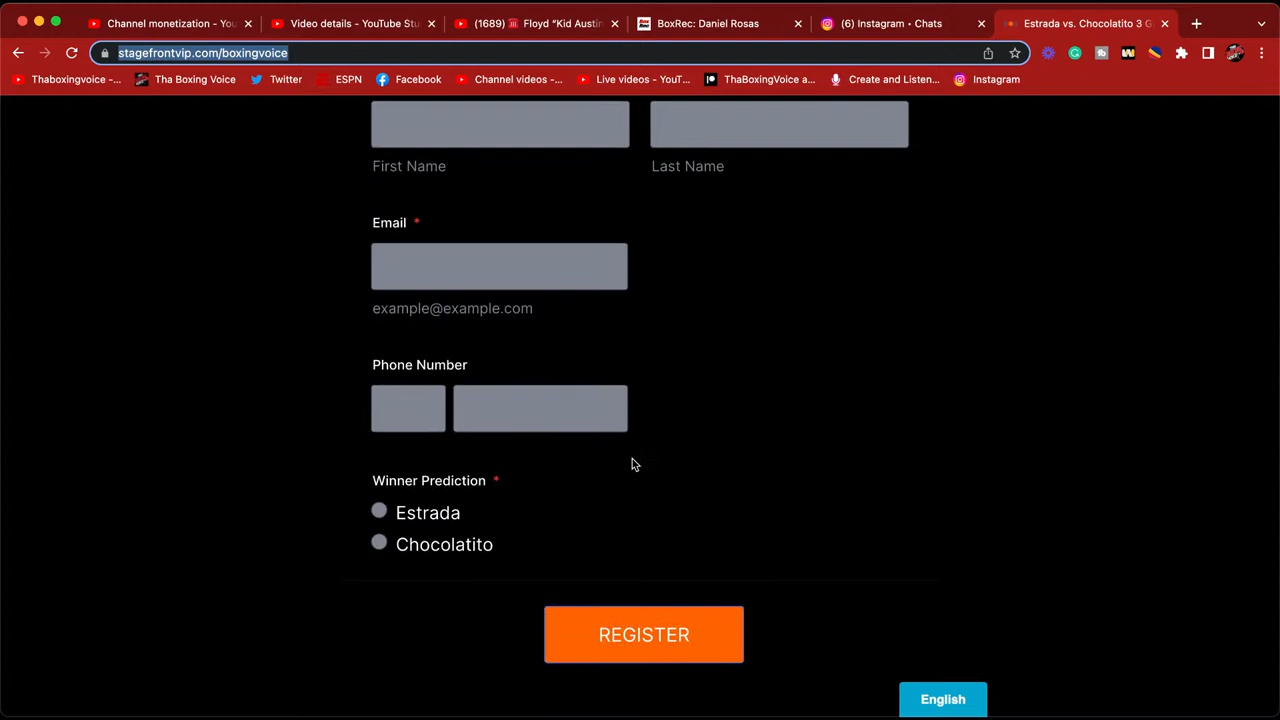 Channel monetization - You
Video details - YouTube Stu
(1689) Floyd "Kid Austin
BoxRec: Daniel Rosas
(6) Instagram • Chats
Estrada vs. Chocolatito 3 G
stagefrontvip.com/boxingvoice
Thaboxingvoice -...
Tha Boxing Voice
Twitter
ESPN
Facebook
Channel videos -...
Live videos - YouT...
ThaBoxingVoice a...
Create and Listen...
Instagram
First Name
Last Name
Email *
example@example.com
Phone Number
Winner Prediction *
Estrada
Chocolatito
REGISTER
English